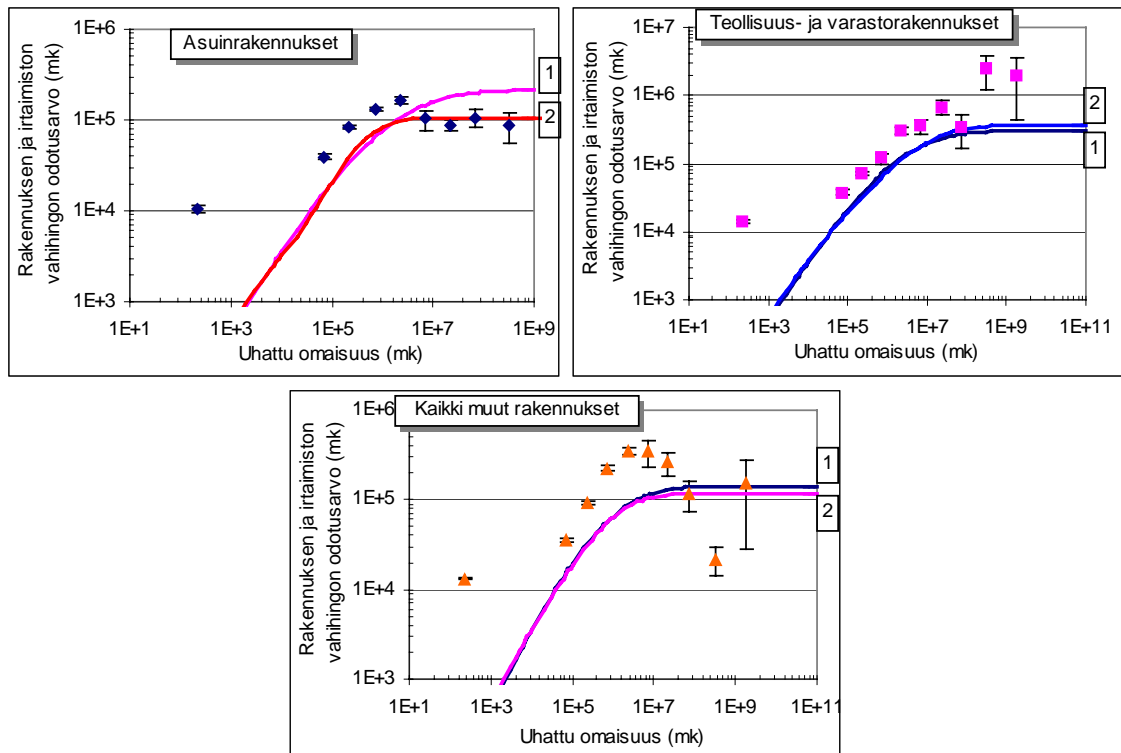 Asuinrakennukset
Rakennuksen ja irtaimiston
vahihingon odotusarvo (mk)
1E+6
1E+5
1E+4
1E+3
1
2
1E+1 1E+3 1E+5 1E+7 1E+9
Uhattu omaisuus (mk)
Teollisuus- ja varastorakennukset
Rakennuksen ja irtaimiston
vahihingon odotusarvo (mk)
1E+7
1E+6
1E+5
1E+4
1E+3
2
1
1E+1 1E+3 1E+5 1E+7 1E+9 1E+11
Uhattu omaisuus (mk)
Kaikki muut rakennukset
Rakennuksen ja irtaimiston
vahihingon odotusarvo (mk)
1E+6
1E+5
1E+4
1E+3
1
2
1E+1 1E+3 1E+5 1E+7 1E+9 1E+11
Uhattu omaisuus (mk)